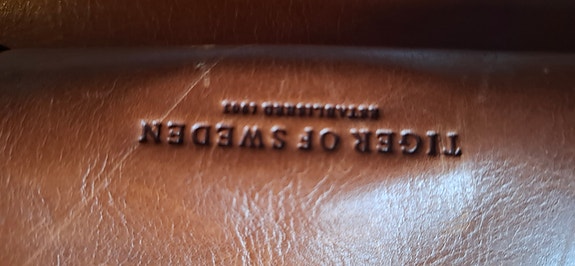 TIGER OF SWEDEN
ESTABLISHED 1903